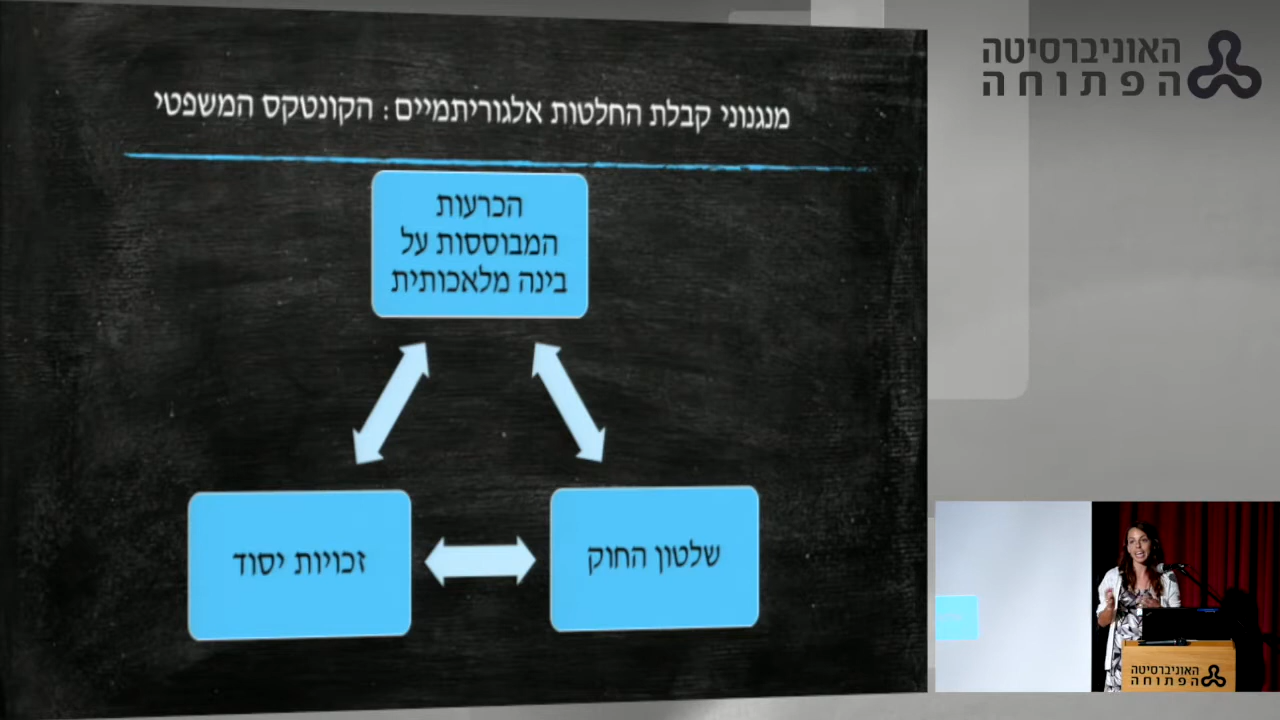 האוניברסיטה
הפתוחה
מנגנוני קבלת החלטות אלגוריתמיים: הקונטקס המשפטי
הכרעות
המבוססות על
בינה מלאכותית
שלטון החוק
זכויות יסוד
האוניברסיטה
הפתוחה